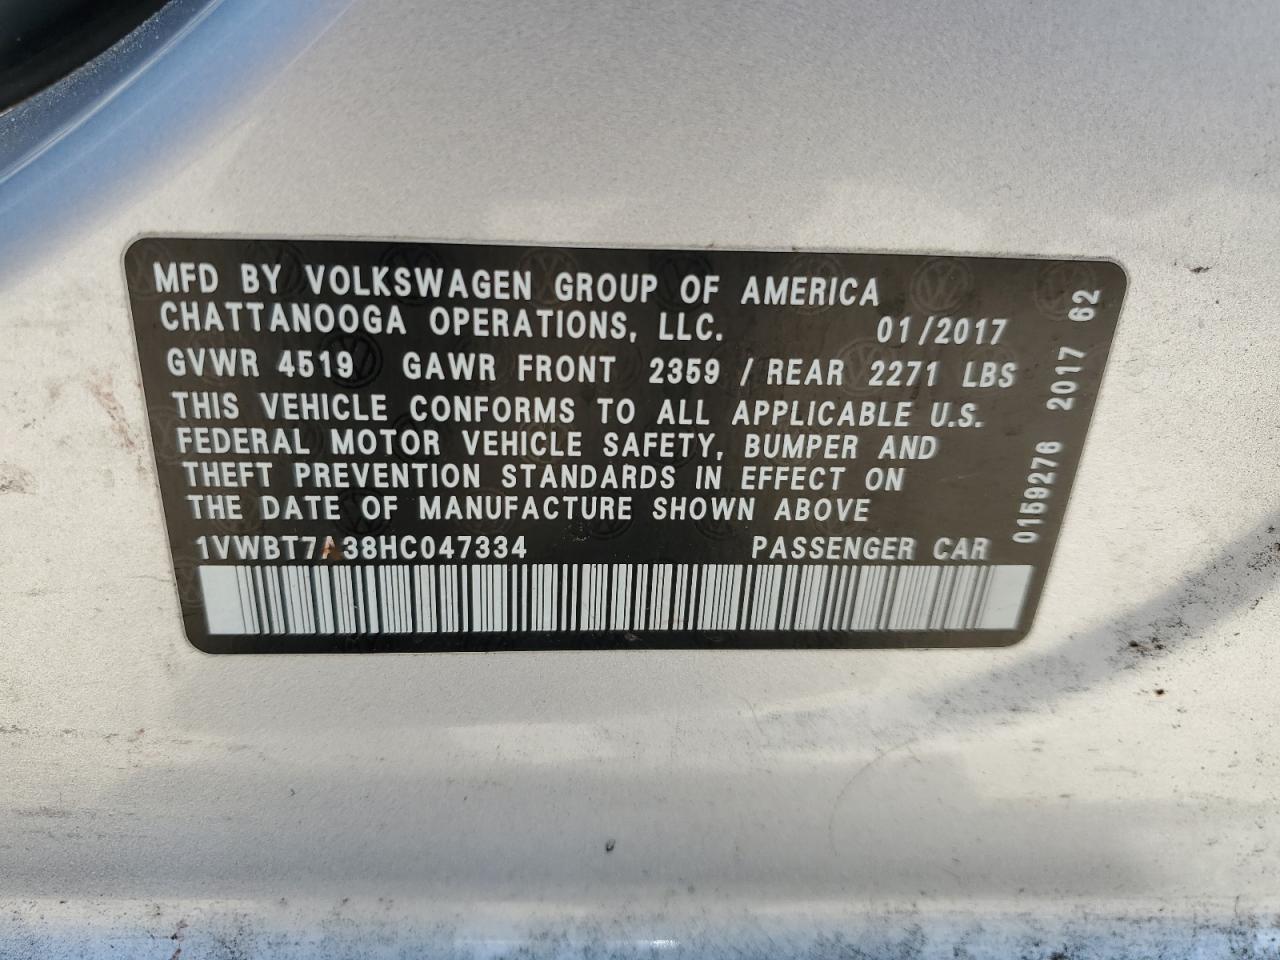 MFD BY VOLKSWAGEN GROUP OF AMERICA
CHATTANOOGA OPERATIONS, LLC. 01/2017
GVWR 4519 GAWR FRONT 2359 / REAR 2271 LBS
THIS VEHICLE CONFORMS TO ALL APPLICABLE U.S.
FEDERAL MOTOR VEHICLE SAFETY, BUMPER AND
THEFT PREVENTION STANDARDS IN EFFECT ON
THE DATE OF MANUFACTURE SHOWN ABOVE
1VWBT7A38HC047334 PASSENGER CAR
0159276 2017 62